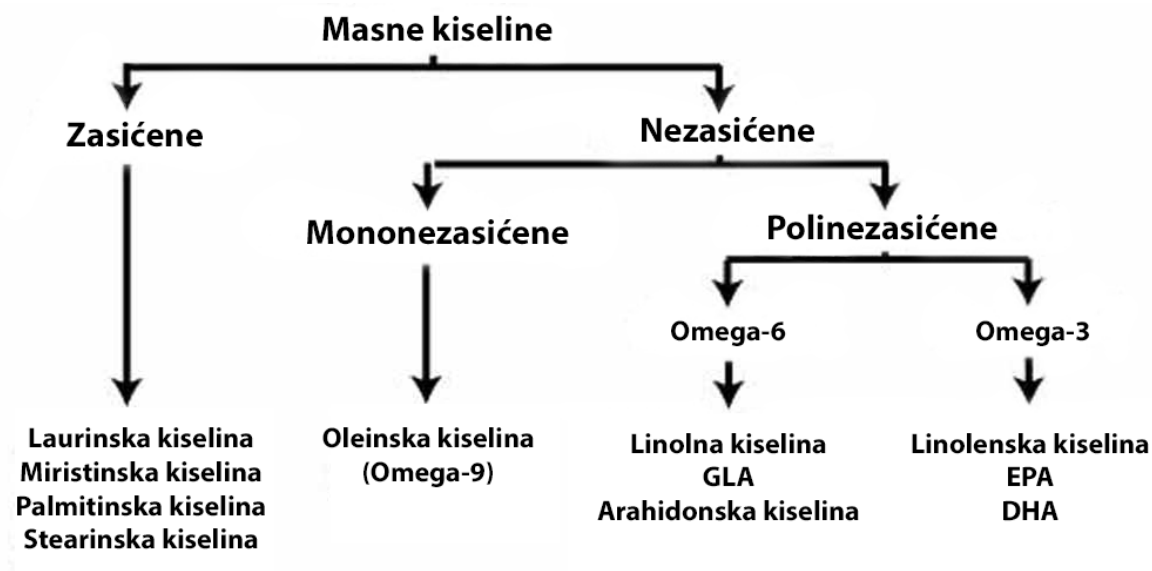 Masne kiseline
Zasićene
Nezasićene
Mononezasićene
Polinezasićene
Omega-6
Omega-3
Laurinska kiselina
Miristinska kiselina
Palmitinska kiselina
Stearinska kiselina
Oleinska kiselina
(Omega-9)
Linolna kiselina
GLA
Arahidonska kiselina
Linolenska kiselina
EPA
DHA